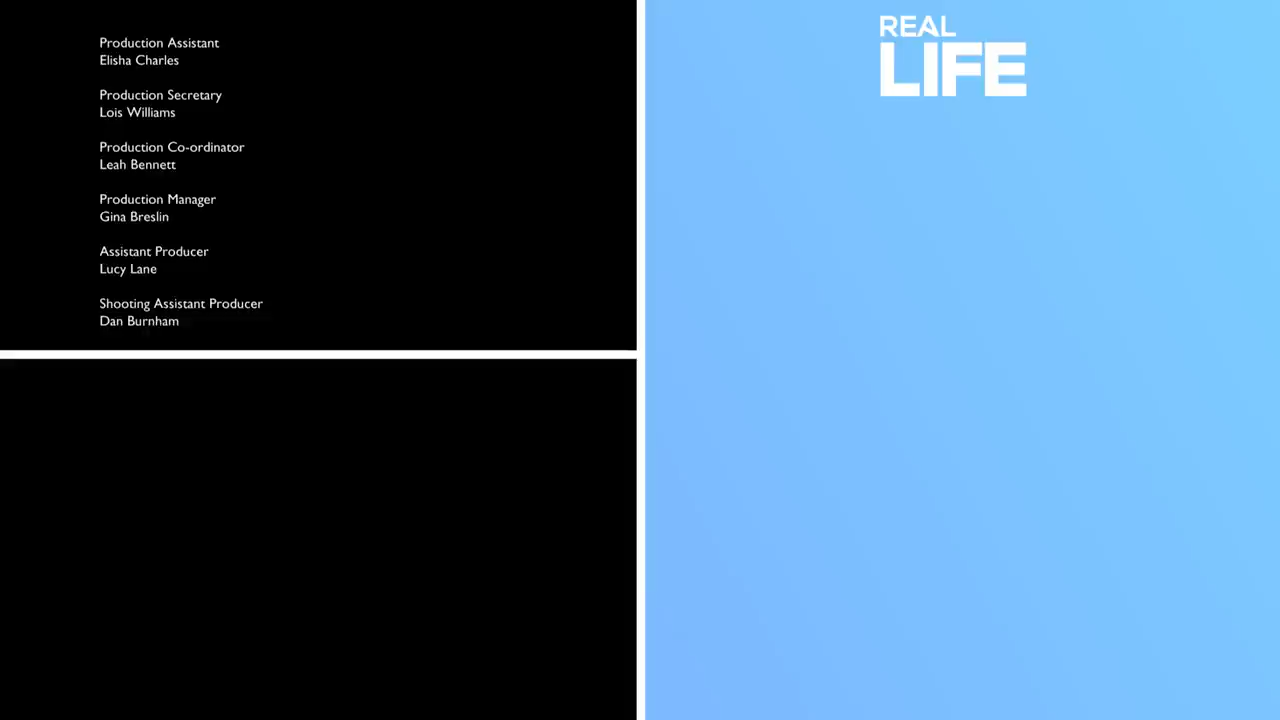 Production Assistant
Elisha Charles
Production Secretary
Lois Williams
Production Co-ordinator
Leah Bennett
Production Manager
Gina Breslin
Assistant Producer
Lucy Lane
Shooting Assistant Producer
Dan Burnham
REAL
LIFE